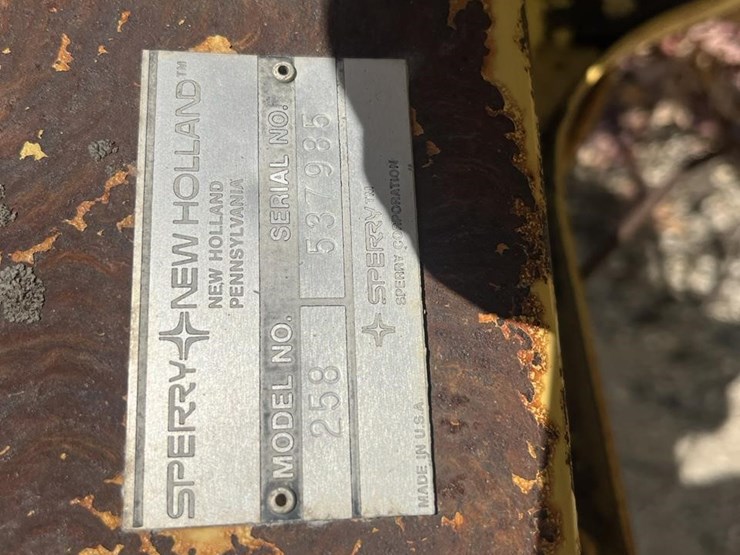 SPERRY NEW HOLLAND™
NEW HOLLAND
PENNSYLVANIA
MODEL NO. SERIAL NO.
258 537985
SPERRY™
SPERRY CORPORATION
MADE IN U.S.A.